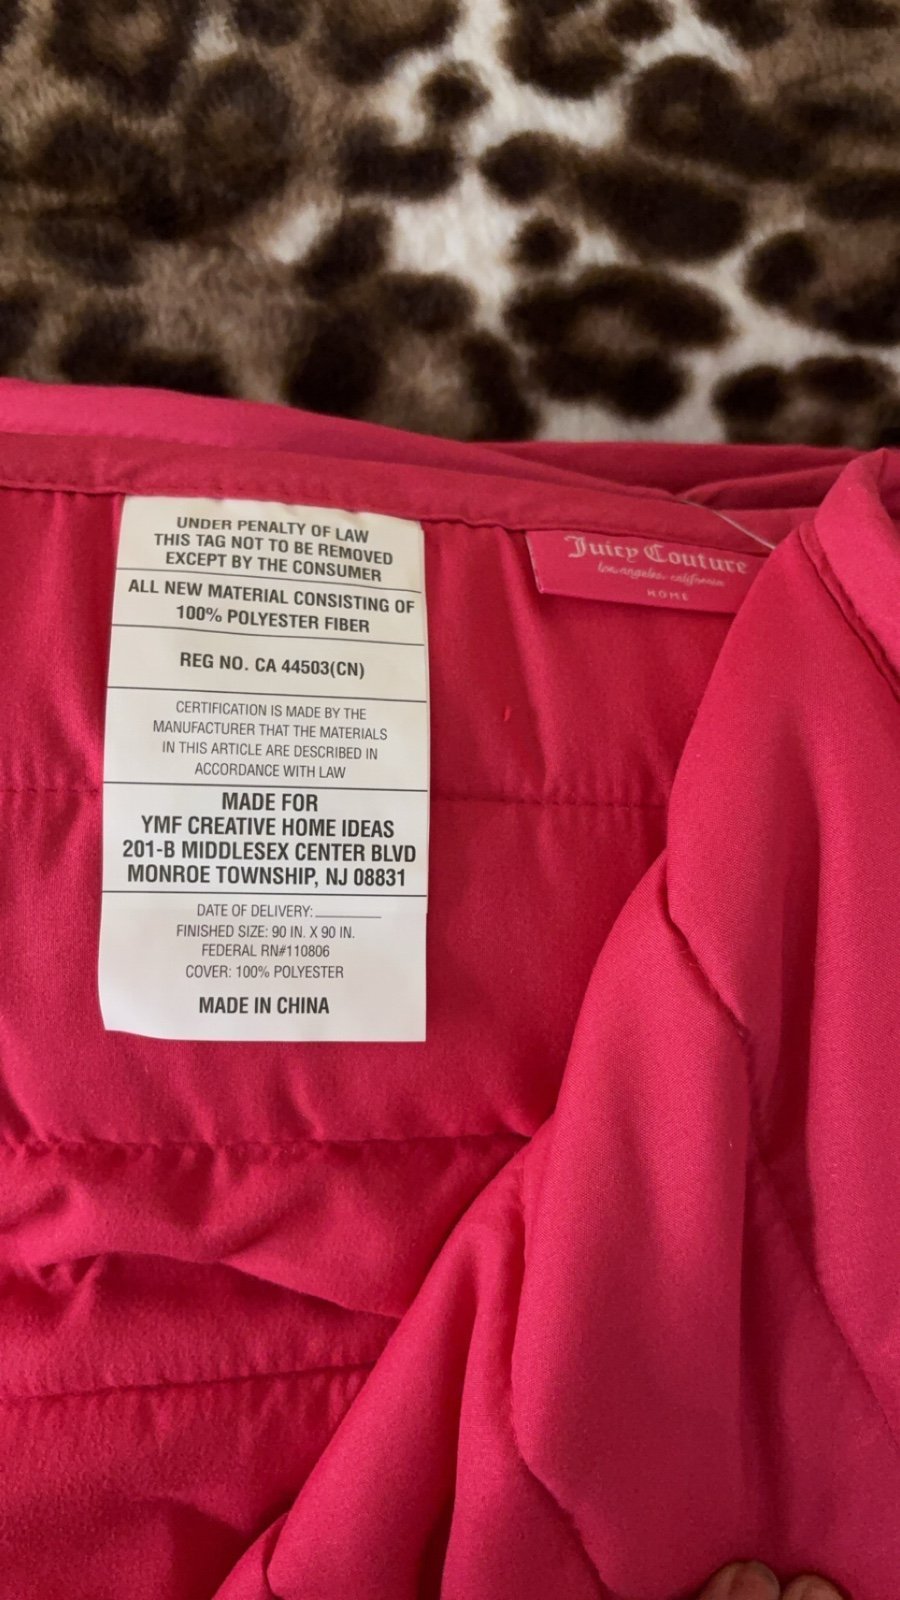 UNDER PENALTY OF LAW
THIS TAG NOT TO BE REMOVED
EXCEPT BY THE CONSUMER
ALL NEW MATERIAL CONSISTING OF
100% POLYESTER FIBER
REG NO. CA 44503(CN)
CERTIFICATION IS MADE BY THE
MANUFACTURER THAT THE MATERIALS
IN THIS ARTICLE ARE DESCRIBED IN
ACCORDANCE WITH LAW
MADE FOR
YMF CREATIVE HOME IDEAS
201-B MIDDLESEX CENTER BLVD
MONROE TOWNSHIP, NJ 08831
DATE OF DELIVERY:
FINISHED SIZE: 90 IN. X 90 IN.
FEDERAL RN#110806
COVER: 100% POLYESTER
MADE IN CHINA
Juicy Couture
los angeles, california
HOME